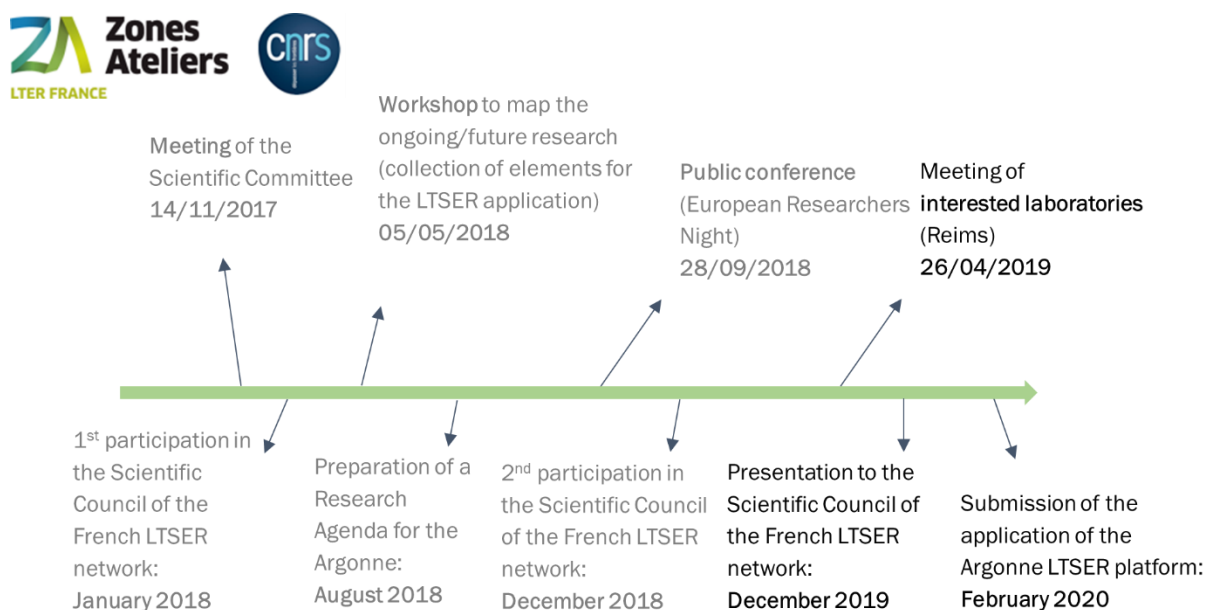 Zones
Ateliers
LTER FRANCE
cnrs
Meeting of the
Scientific Committee
14/11/2017
Workshop to map the
ongoing/future research
(collection of elements for
the LTSER application)
05/05/2018
Public conference
(European Researchers
Night)
28/09/2018
Meeting of
interested laboratories
(Reims)
26/04/2019
1st participation in
the Scientific
Council of the
French LTSER
network:
January 2018
Preparation of a
Research
Agenda for the
Argonne:
August 2018
2nd participation in
the Scientific Council
of the French LTSER
network:
December 2018
Presentation to the
Scientific Council of
the French LTSER
network:
December 2019
Submission of the
application of the
Argonne LTSER platform:
February 2020